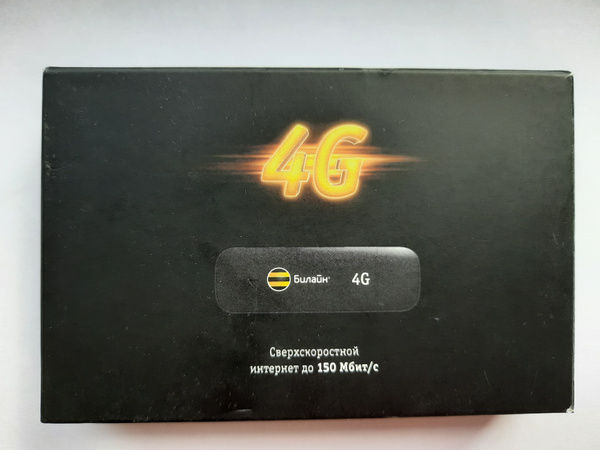 4G
Билайн 4G
Сверхскоростной
интернет до 150 Мбит/с